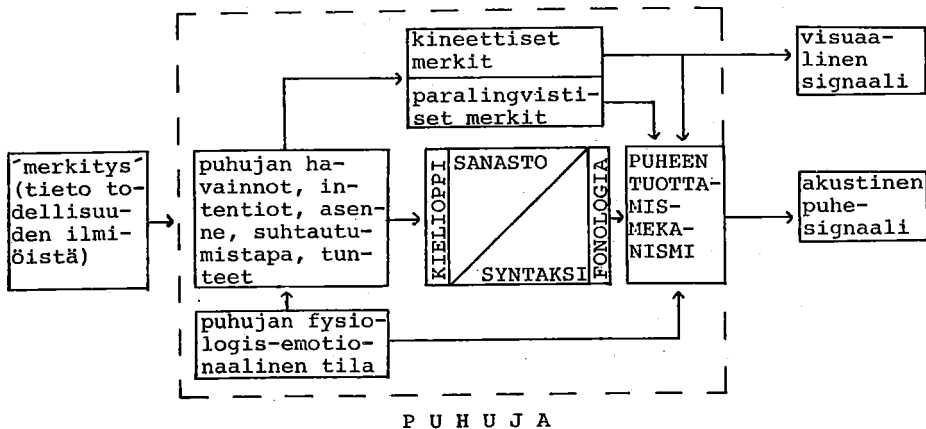 kineettiset
merkit
paralingvisti-
set merkit
visuaa-
linen
signaali
´merkitys´
(tieto to-
dellisuu-
den ilmi-
öistä)
puhujan ha-
vainnot, in-
tentiot, asen-
ne, suhtautu-
mistapa, tun-
teet
KIELIOPPI
SANASTO
SYNTAKSI
FONOLOGIA
PUHEEN
TUOTTA-
MIS-
MEKA-
NISMI
akustinen
puhe-
signaali
puhujan fysio-
logis-emotio-
naalinen tila
P U H U J A